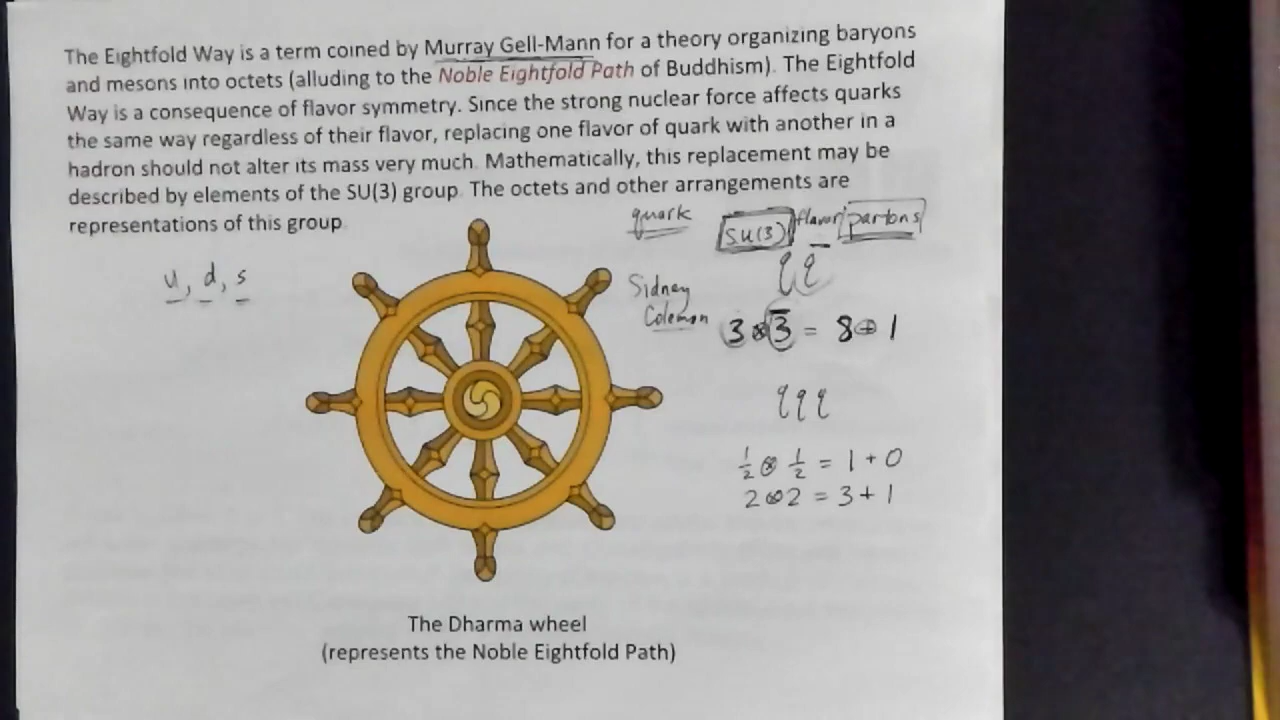 The Eightfold Way is a term coined by Murray Gell-Mann for a theory organizing baryons
and mesons into octets (alluding to the Noble Eightfold Path of Buddhism). The Eightfold
Way is a consequence of flavor symmetry. Since the strong nuclear force affects quarks
the same way regardless of their flavor, replacing one flavor of quark with another in a
hadron should not alter its mass very much. Mathematically, this replacement may be
described by elements of the SU(3) group. The octets and other arrangements are
representations of this group.
quark
SU(3) flavor partons
u, d, s
q q̅
Sidney
Coleman
3 ⊗ 3̅ = 8 ⊕ 1
q q q
1/2 ⊗ 1/2 = 1 + 0
2 ⊗ 2 = 3 + 1
The Dharma wheel
(represents the Noble Eightfold Path)